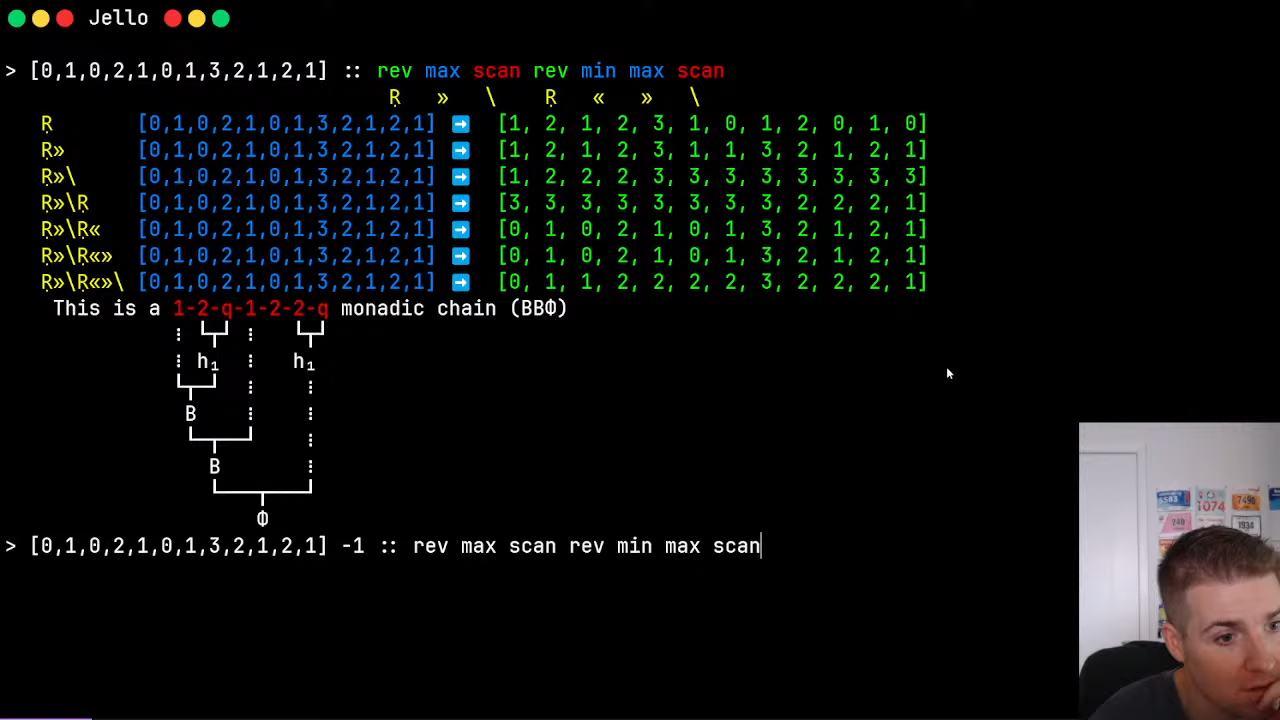 Jello
> [0,1,0,2,1,0,1,3,2,1,2,1] :: rev max scan rev min max scan
Ṛ » \ Ṛ « » \
Ṛ [0,1,0,2,1,0,1,3,2,1,2,1] ➡ [1, 2, 1, 2, 3, 1, 0, 1, 2, 0, 1, 0]
Ṛ» [0,1,0,2,1,0,1,3,2,1,2,1] ➡ [1, 2, 1, 2, 3, 1, 1, 3, 2, 1, 2, 1]
Ṛ»\ [0,1,0,2,1,0,1,3,2,1,2,1] ➡ [1, 2, 2, 2, 3, 3, 3, 3, 3, 3, 3, 3]
Ṛ»\Ṛ [0,1,0,2,1,0,1,3,2,1,2,1] ➡ [3, 3, 3, 3, 3, 3, 3, 3, 2, 2, 2, 1]
Ṛ»\Ṛ« [0,1,0,2,1,0,1,3,2,1,2,1] ➡ [0, 1, 0, 2, 1, 0, 1, 3, 2, 1, 2, 1]
Ṛ»\Ṛ«» [0,1,0,2,1,0,1,3,2,1,2,1] ➡ [0, 1, 0, 2, 1, 0, 1, 3, 2, 1, 2, 1]
Ṛ»\Ṛ«»\ [0,1,0,2,1,0,1,3,2,1,2,1] ➡ [0, 1, 1, 2, 2, 2, 2, 3, 2, 2, 2, 1]
This is a 1-2-q-1-2-2-q monadic chain (BBΦ)
h₁ h₁
B
B
Φ
> [0,1,0,2,1,0,1,3,2,1,2,1] -1 :: rev max scan rev min max scan
1074
7496
1934